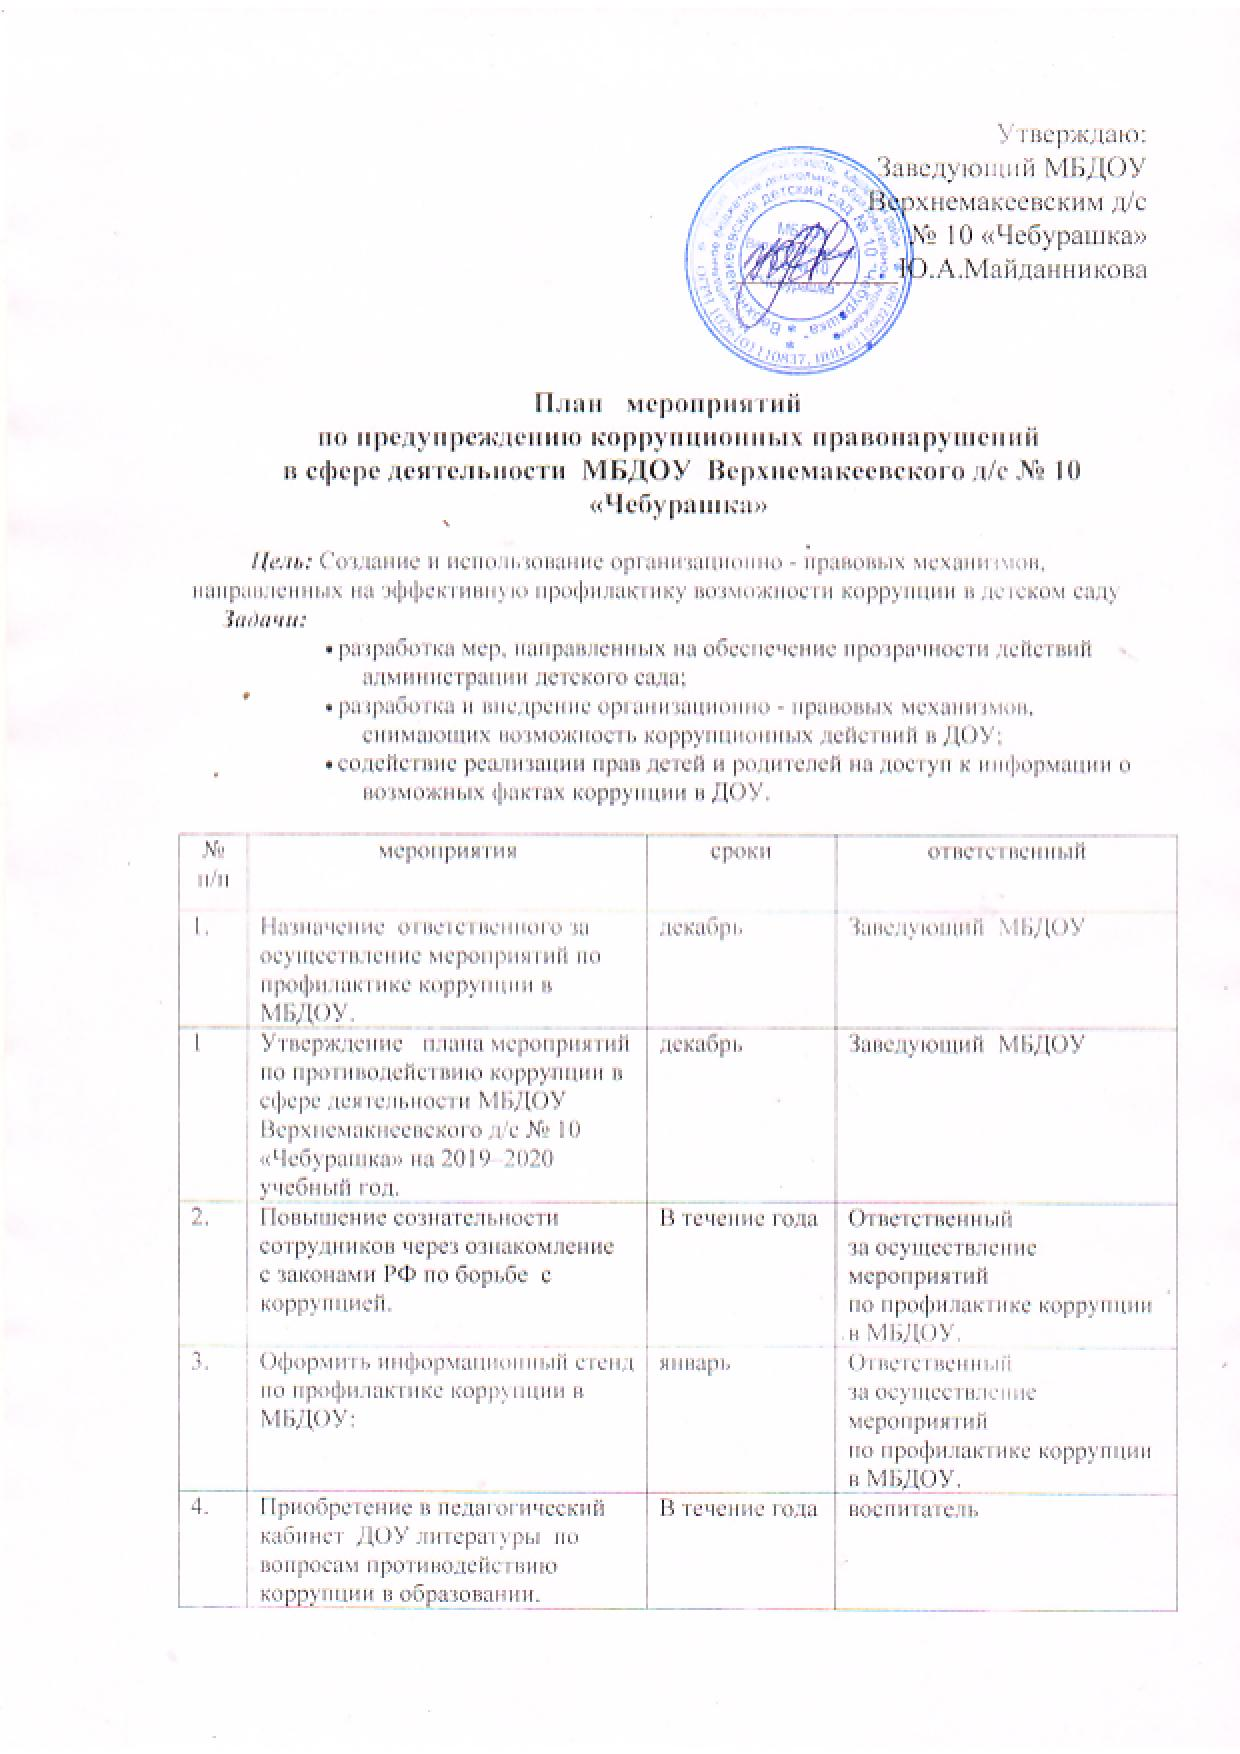 Утверждаю:
Заведующий МБДОУ
Верхнемакеевским д/с
№ 10 «Чебурашка»
Ю.А.Майданникова
План мероприятий
по предупреждению коррупционных правонарушений
в сфере деятельности МБДОУ Верхнемакеевского д/с № 10
«Чебурашка»
Цель: Создание и использование организационно - правовых механизмов,
направленных на эффективную профилактику возможности коррупции в детском саду
Задачи:
• разработка мер, направленных на обеспечение прозрачности действий
администрации детского сада;
• разработка и внедрение организационно - правовых механизмов,
снимающих возможность коррупционных действий в ДОУ;
• содействие реализации прав детей и родителей на доступ к информации о
возможных фактах коррупции в ДОУ.
№ мероприятия сроки ответственный
п/п
1. Назначение ответственного за декабрь Заведующий МБДОУ
осуществление мероприятий по
профилактике коррупции в
МБДОУ.
1 Утверждение плана мероприятий декабрь Заведующий МБДОУ
по противодействию коррупции в
сфере деятельности МБДОУ
Верхнемакнеевского д/с № 10
«Чебурашка» на 2019–2020
учебный год.
2. Повышение сознательности В течение года Ответственный
сотрудников через ознакомление за осуществление
с законами РФ по борьбе с мероприятий
коррупцией. по профилактике коррупции
в МБДОУ.
3. Оформить информационный стенд январь Ответственный
по профилактике коррупции в за осуществление
МБДОУ: мероприятий
по профилактике коррупции
в МБДОУ.
4. Приобретение в педагогический В течение года воспитатель
кабинет ДОУ литературы по
вопросам противодействию
коррупции в образовании.